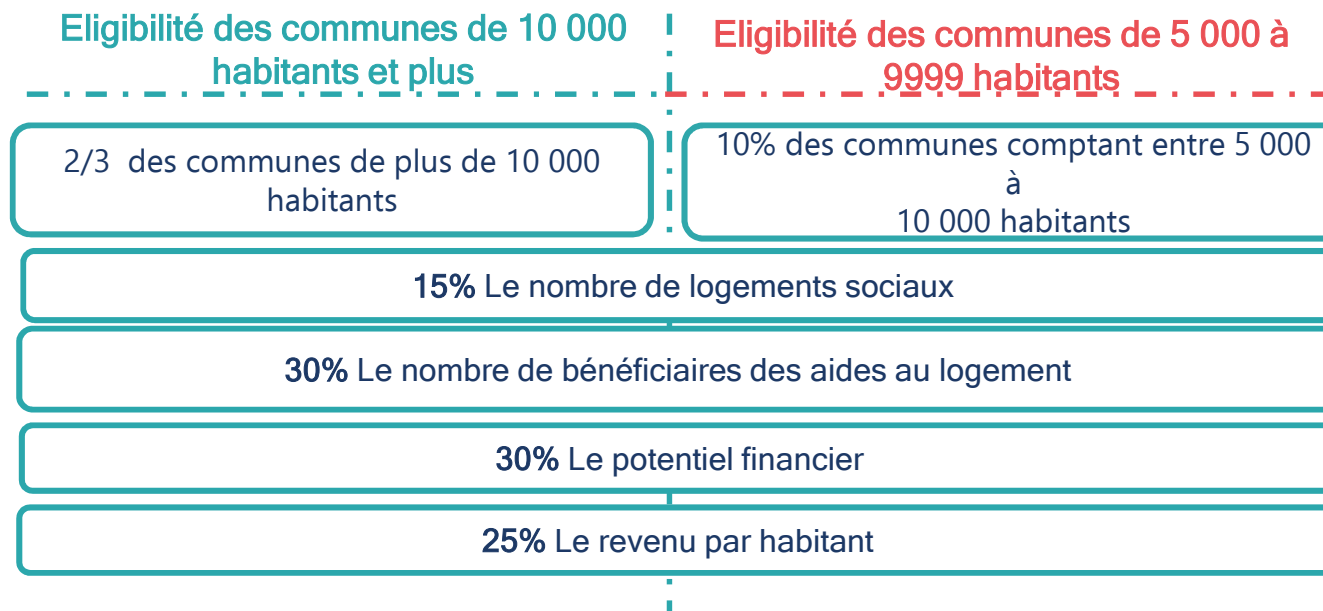 Eligibilité des communes de 10 000
habitants et plus
Eligibilité des communes de 5 000 à
9999 habitants
2/3 des communes de plus de 10 000
habitants
10% des communes comptant entre 5 000
à
10 000 habitants
15% Le nombre de logements sociaux
30% Le nombre de bénéficiaires des aides au logement
30% Le potentiel financier
25% Le revenu par habitant